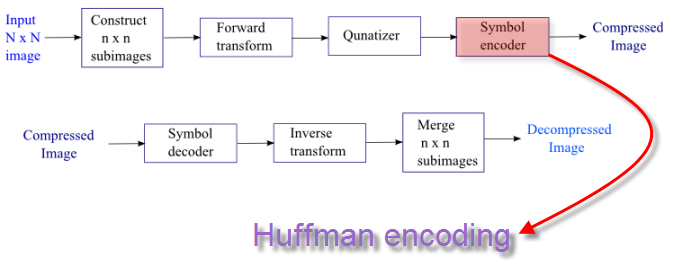 Input
N x N
image
Construct
n x n
subimages
Forward
transform
Qunatizer
Symbol
encoder
Compressed
Image
Compressed
Image
Symbol
decoder
Inverse
transform
Merge
n x n
subimages
Decompressed
Image
Huffman encoding